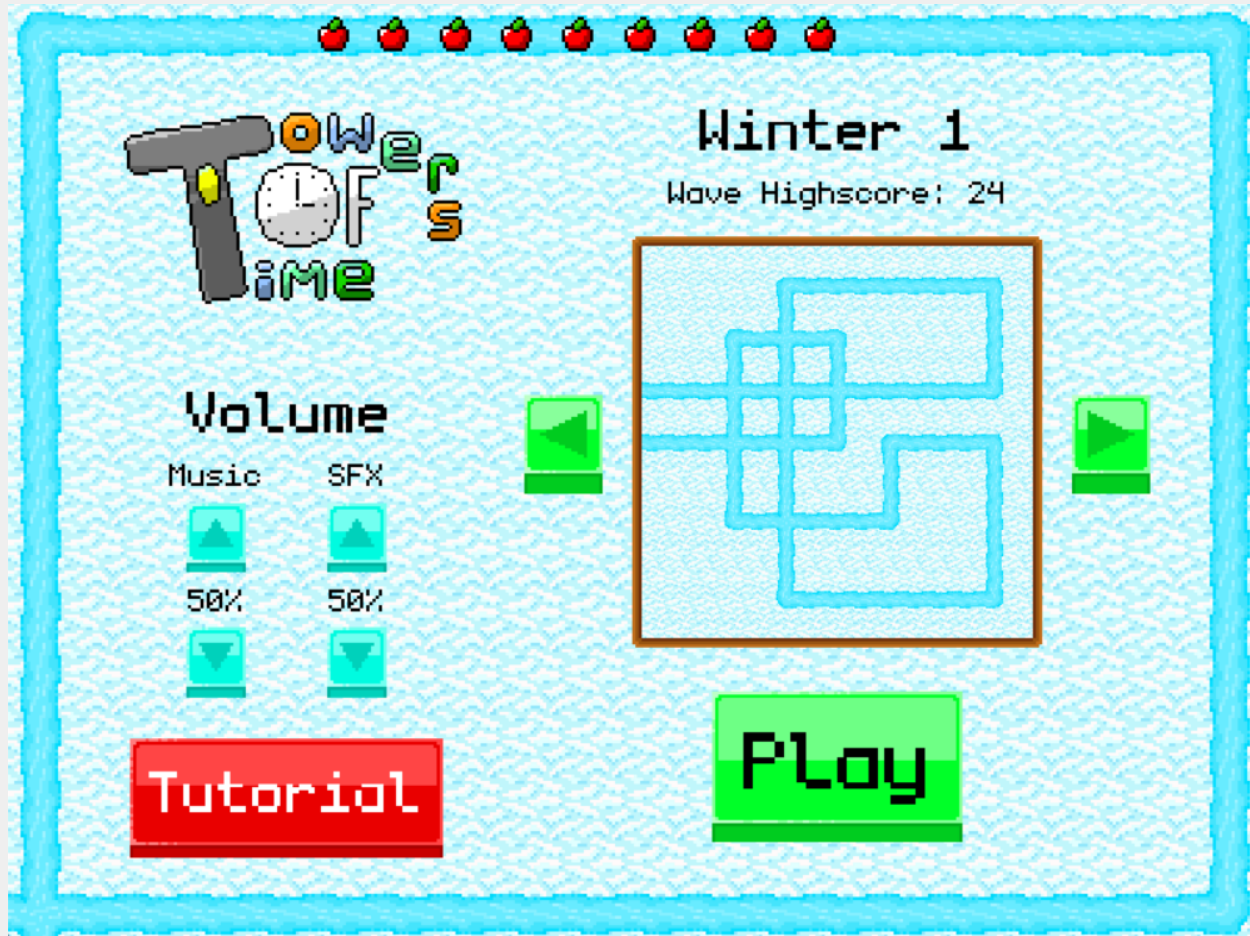 Towers
OF
Time
Winter 1
Wave Highscore: 24
Volume
Music SFX
50% 50%
Tutorial
Play